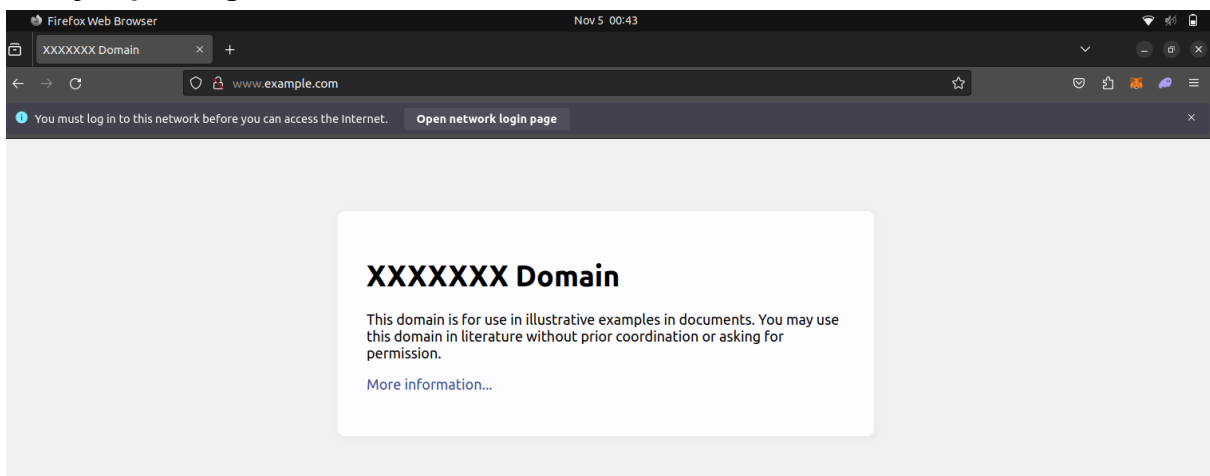 Firefox Web Browser
Nov 5 00:43
XXXXXXX Domain
www.example.com
You must log in to this network before you can access the Internet. Open network login page
XXXXXXX Domain
This domain is for use in illustrative examples in documents. You may use
this domain in literature without prior coordination or asking for
permission.
More information...